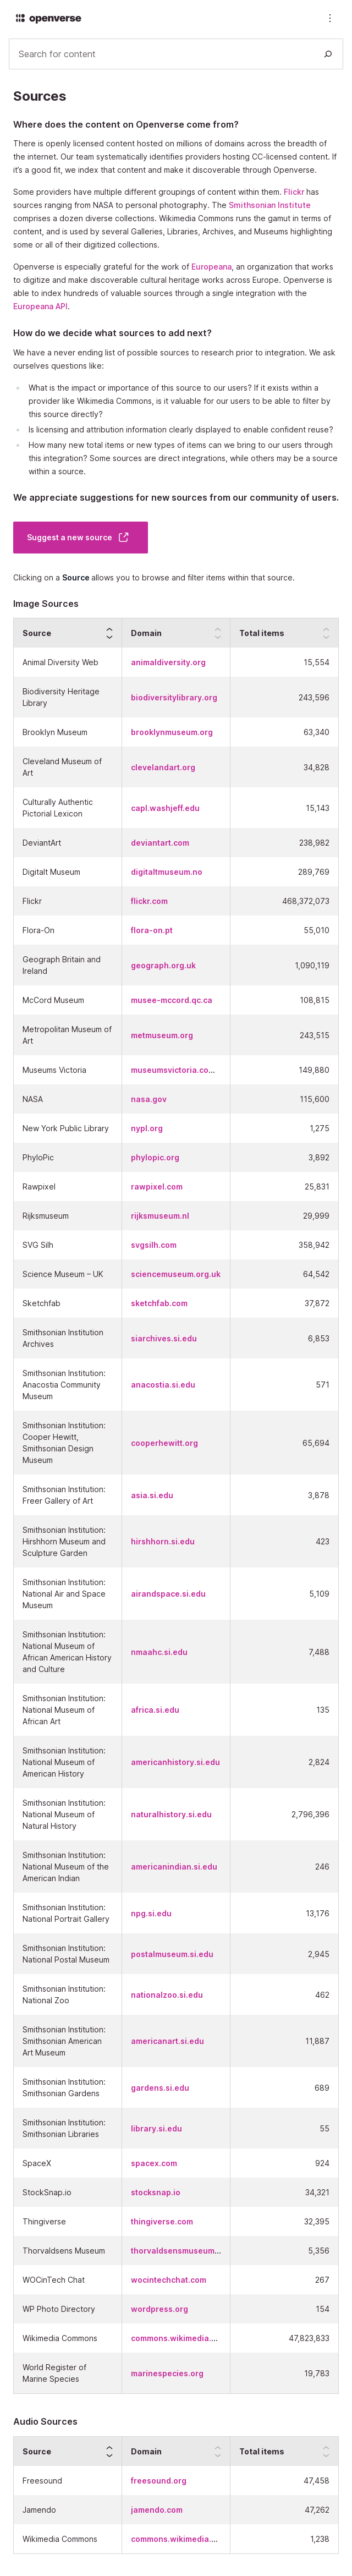 openverse
Search for content
Sources
Where does the content on Openverse come from?
There is openly licensed content hosted on millions of domains across the breadth of
the internet. Our team systematically identifies providers hosting CC-licensed content. If
it's a good fit, we index that content and make it discoverable through Openverse.
Some providers have multiple different groupings of content within them. Flickr has
sources ranging from NASA to personal photography. The Smithsonian Institute
comprises a dozen diverse collections. Wikimedia Commons runs the gamut in terms of
content, and is used by several Galleries, Libraries, Archives, and Museums highlighting
some or all of their digitized collections.
Openverse is especially grateful for the work of Europeana, an organization that works
to digitize and make discoverable cultural heritage works across Europe. Openverse is
able to index hundreds of valuable sources through a single integration with the
Europeana API.
How do we decide what sources to add next?
We have a never ending list of possible sources to research prior to integration. We ask
ourselves questions like:
What is the impact or importance of this source to our users? If it exists within a
provider like Wikimedia Commons, is it valuable for our users to be able to filter by
this source directly?
Is licensing and attribution information clearly displayed to enable confident reuse?
How many new total items or new types of items can we bring to our users through
this integration? Some sources are direct integrations, while others may be a source
within a source.
We appreciate suggestions for new sources from our community of users.
Suggest a new source
Clicking on a Source allows you to browse and filter items within that source.
Image Sources
Source Domain Total items
Animal Diversity Web animaldiversity.org 15,554
Biodiversity Heritage
Library biodiversitylibrary.org 243,596
Brooklyn Museum brooklynmuseum.org 63,340
Cleveland Museum of
Art clevelandart.org 34,828
Culturally Authentic
Pictorial Lexicon capl.washjeff.edu 15,143
DeviantArt deviantart.com 238,982
Digitalt Museum digitaltmuseum.no 289,769
Flickr flickr.com 468,372,073
Flora-On flora-on.pt 55,010
Geograph Britain and
Ireland geograph.org.uk 1,090,119
McCord Museum musee-mccord.qc.ca 108,815
Metropolitan Museum of
Art metmuseum.org 243,515
Museums Victoria museumsvictoria.co... 149,880
NASA nasa.gov 115,600
New York Public Library nypl.org 1,275
PhyloPic phylopic.org 3,892
Rawpixel rawpixel.com 25,831
Rijksmuseum rijksmuseum.nl 29,999
SVG Silh svgsilh.com 358,942
Science Museum – UK sciencemuseum.org.uk 64,542
Sketchfab sketchfab.com 37,872
Smithsonian Institution
Archives siarchives.si.edu 6,853
Smithsonian Institution:
Anacostia Community
Museum anacostia.si.edu 571
Smithsonian Institution:
Cooper Hewitt,
Smithsonian Design
Museum cooperhewitt.org 65,694
Smithsonian Institution:
Freer Gallery of Art asia.si.edu 3,878
Smithsonian Institution:
Hirshhorn Museum and
Sculpture Garden hirshhorn.si.edu 423
Smithsonian Institution:
National Air and Space
Museum airandspace.si.edu 5,109
Smithsonian Institution:
National Museum of
African American History
and Culture nmaahc.si.edu 7,488
Smithsonian Institution:
National Museum of
African Art africa.si.edu 135
Smithsonian Institution:
National Museum of
American History americanhistory.si.edu 2,824
Smithsonian Institution:
National Museum of
Natural History naturalhistory.si.edu 2,796,396
Smithsonian Institution:
National Museum of the
American Indian americanindian.si.edu 246
Smithsonian Institution:
National Portrait Gallery npg.si.edu 13,176
Smithsonian Institution:
National Postal Museum postalmuseum.si.edu 2,945
Smithsonian Institution:
National Zoo nationalzoo.si.edu 462
Smithsonian Institution:
Smithsonian American
Art Museum americanart.si.edu 11,887
Smithsonian Institution:
Smithsonian Gardens gardens.si.edu 689
Smithsonian Institution:
Smithsonian Libraries library.si.edu 55
SpaceX spacex.com 924
StockSnap.io stocksnap.io 34,321
Thingiverse thingiverse.com 32,395
Thorvaldsens Museum thorvaldsensmuseum... 5,356
WOCinTech Chat wocintechchat.com 267
WP Photo Directory wordpress.org 154
Wikimedia Commons commons.wikimedia.... 47,823,833
World Register of
Marine Species marinespecies.org 19,783
Audio Sources
Source Domain Total items
Freesound freesound.org 47,458
Jamendo jamendo.com 47,262
Wikimedia Commons commons.wikimedia.... 1,238